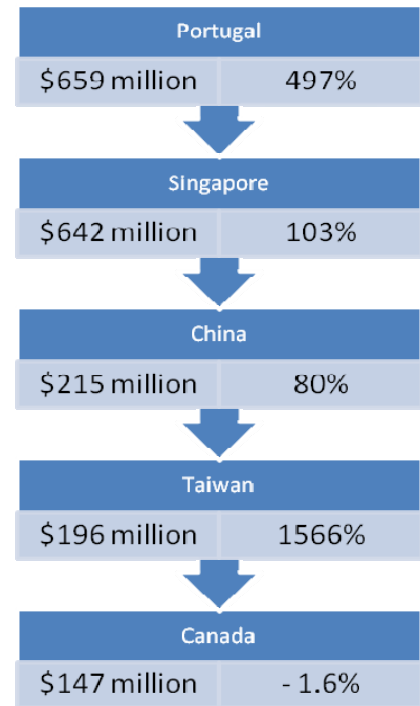 Portugal
$659 million 497%
Singapore
$642 million 103%
China
$215 million 80%
Taiwan
$196 million 1566%
Canada
$147 million - 1.6%